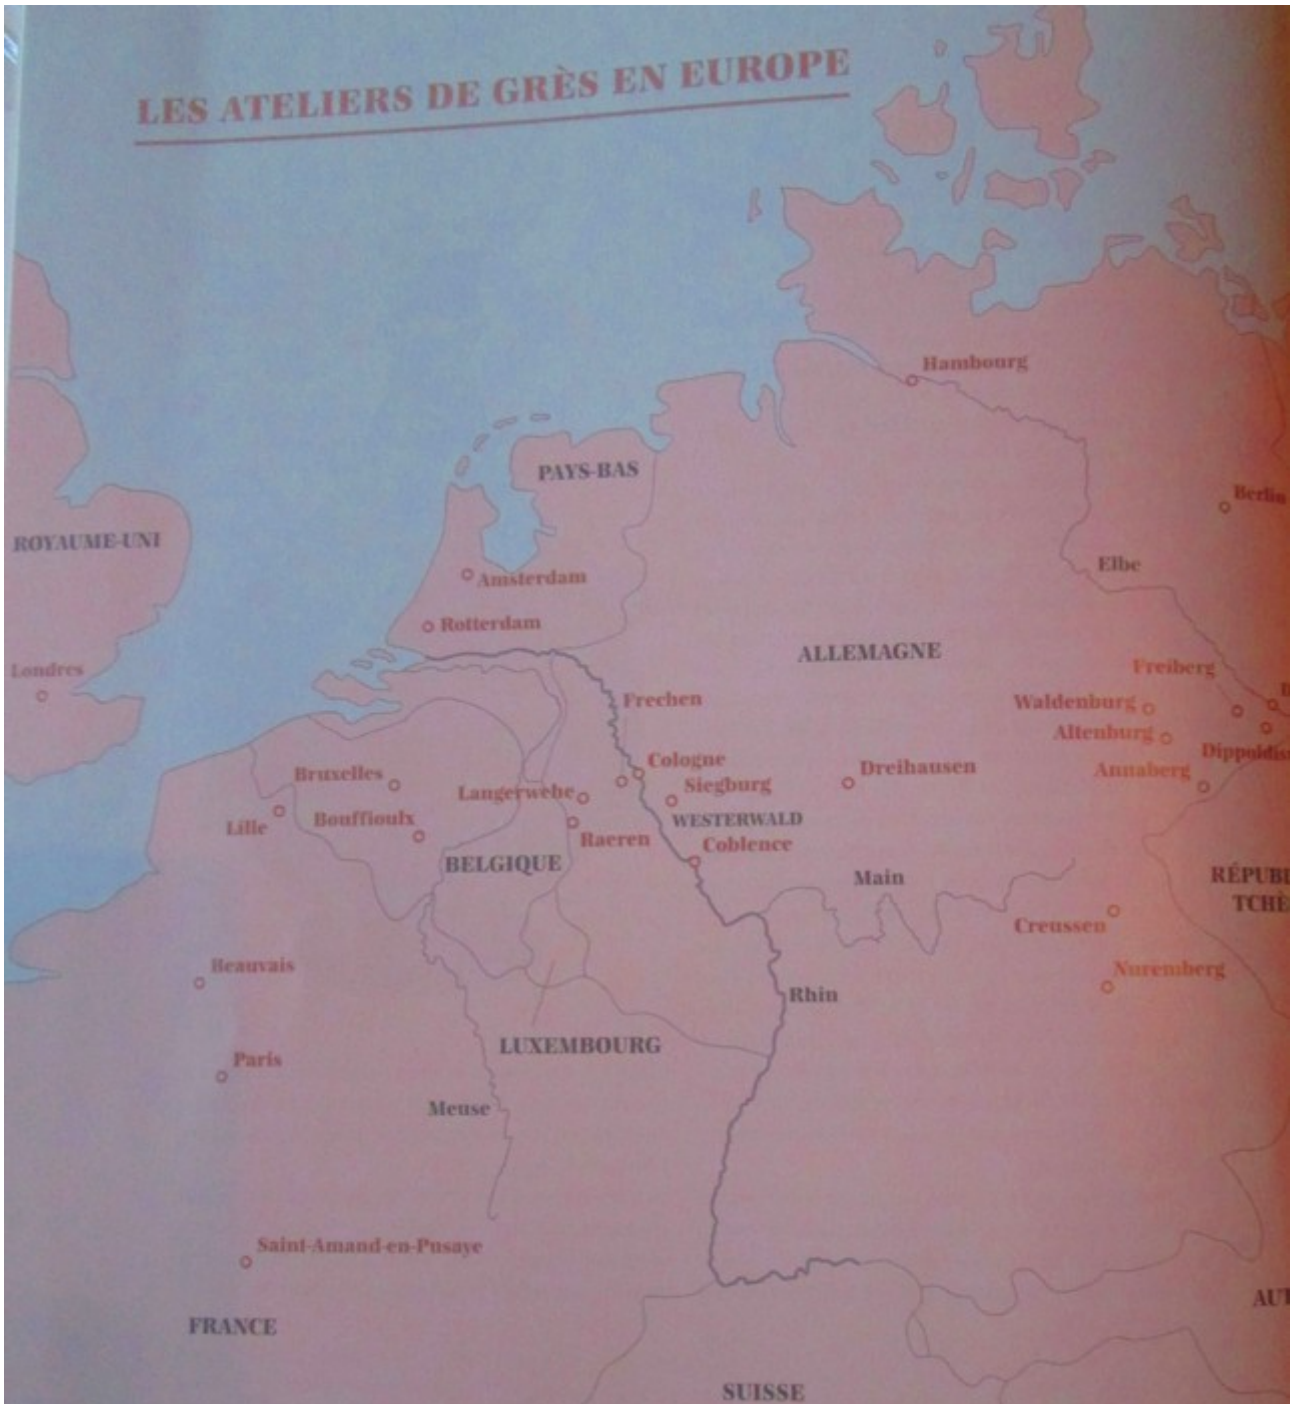 LES ATELIERS DE GRÈS EN EUROPE
Hambourg
PAYS-BAS
Berlin
ROYAUME-UNI
Elbe
Amsterdam
Rotterdam
ALLEMAGNE
Londres
Freiberg
Frechen
Waldenburg
Altenburg
Cologne
Dippoldis
Bruxelles
Dreihausen
Annaberg
Langerwehe
Siegburg
Bouffioulx
WESTERWALD
Lille
Raeren
Coblence
BELGIQUE
Main
RÉPUBL
TCHÈ
Creussen
Beauvais
Nuremberg
Rhin
LUXEMBOURG
Paris
Meuse
Saint-Amand-en-Pusaye
AUT
FRANCE
SUISSE